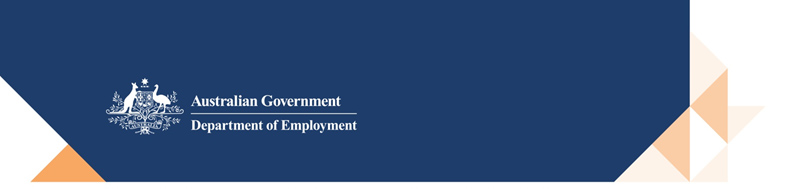 Australian Government
Department of Employment